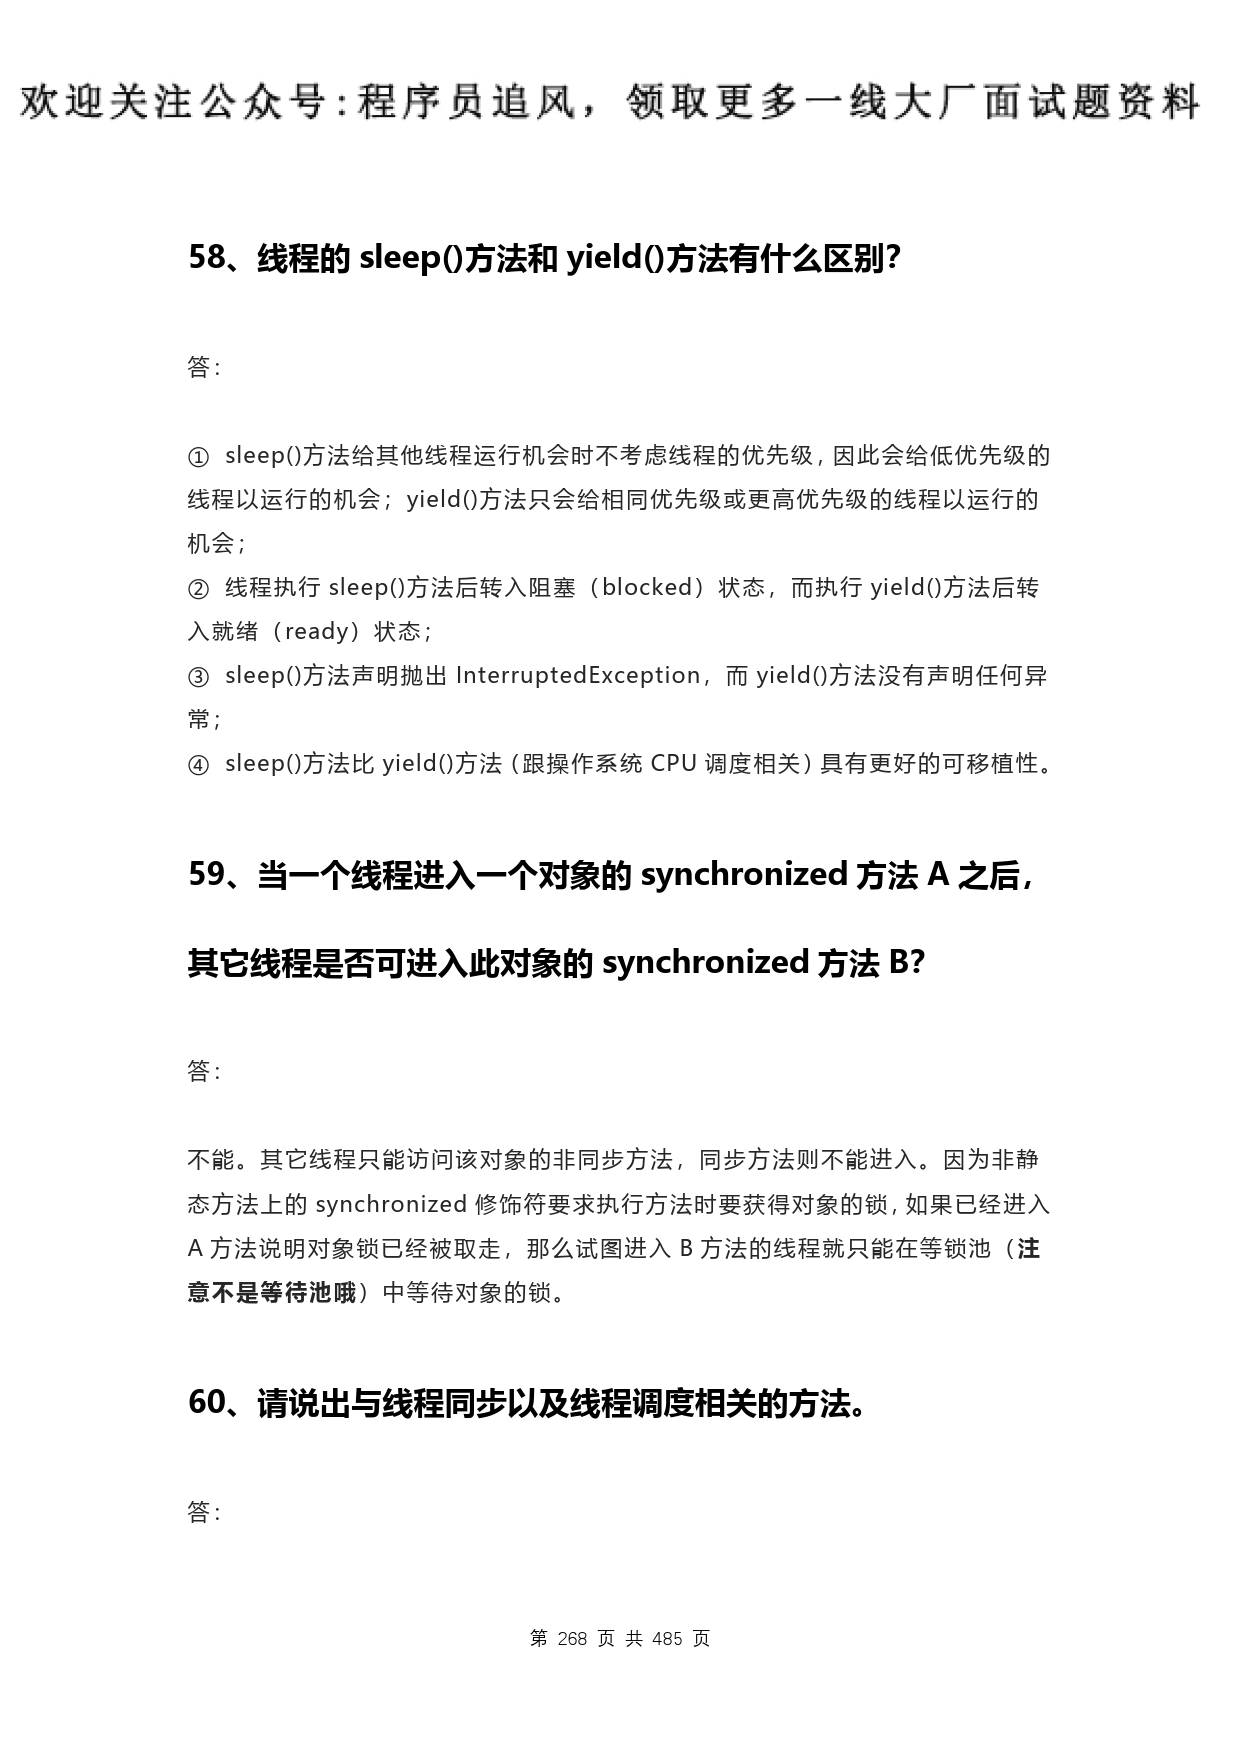 欢迎关注公众号:程序员追风，领取更多一线大厂面试题资料
58、线程的 sleep()方法和 yield()方法有什么区别？
答：
① sleep()方法给其他线程运行机会时不考虑线程的优先级，因此会给低优先级的
线程以运行的机会；yield()方法只会给相同优先级或更高优先级的线程以运行的
机会；
② 线程执行 sleep()方法后转入阻塞（blocked）状态，而执行 yield()方法后转
入就绪（ready）状态；
③ sleep()方法声明抛出 InterruptedException，而 yield()方法没有声明任何异
常；
④ sleep()方法比 yield()方法（跟操作系统 CPU 调度相关）具有更好的可移植性。
59、当一个线程进入一个对象的 synchronized 方法 A 之后，
其它线程是否可进入此对象的 synchronized 方法 B？
答：
不能。其它线程只能访问该对象的非同步方法，同步方法则不能进入。因为非静
态方法上的 synchronized 修饰符要求执行方法时要获得对象的锁，如果已经进入
A 方法说明对象锁已经被取走，那么试图进入 B 方法的线程就只能在等锁池（注
意不是等待池哦）中等待对象的锁。
60、请说出与线程同步以及线程调度相关的方法。
答：
第 268 页 共 485 页